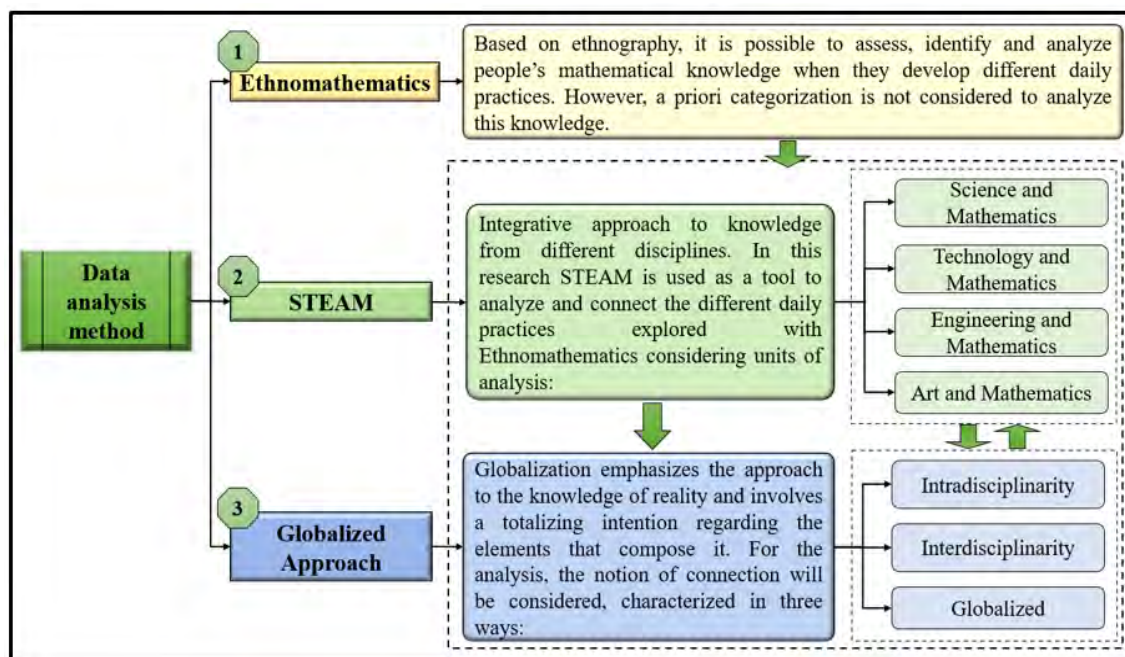 Data
analysis
method
1
Ethnomathematics
Based on ethnography, it is possible to assess, identify and analyze
people's mathematical knowledge when they develop different daily
practices. However, a priori categorization is not considered to analyze
this knowledge.
2
STEAM
Integrative approach to knowledge
from different disciplines. In this
research STEAM is used as a tool to
analyze and connect the different daily
practices explored with
Ethnomathematics considering units of
analysis:
Science and
Mathematics
Technology and
Mathematics
Engineering and
Mathematics
Art and Mathematics
3
Globalized
Approach
Globalization emphasizes the approach
to the knowledge of reality and involves
a totalizing intention regarding the
elements that compose it. For the
analysis, the notion of connection will
be considered, characterized in three
ways:
Intradisciplinarity
Interdisciplinarity
Globalized